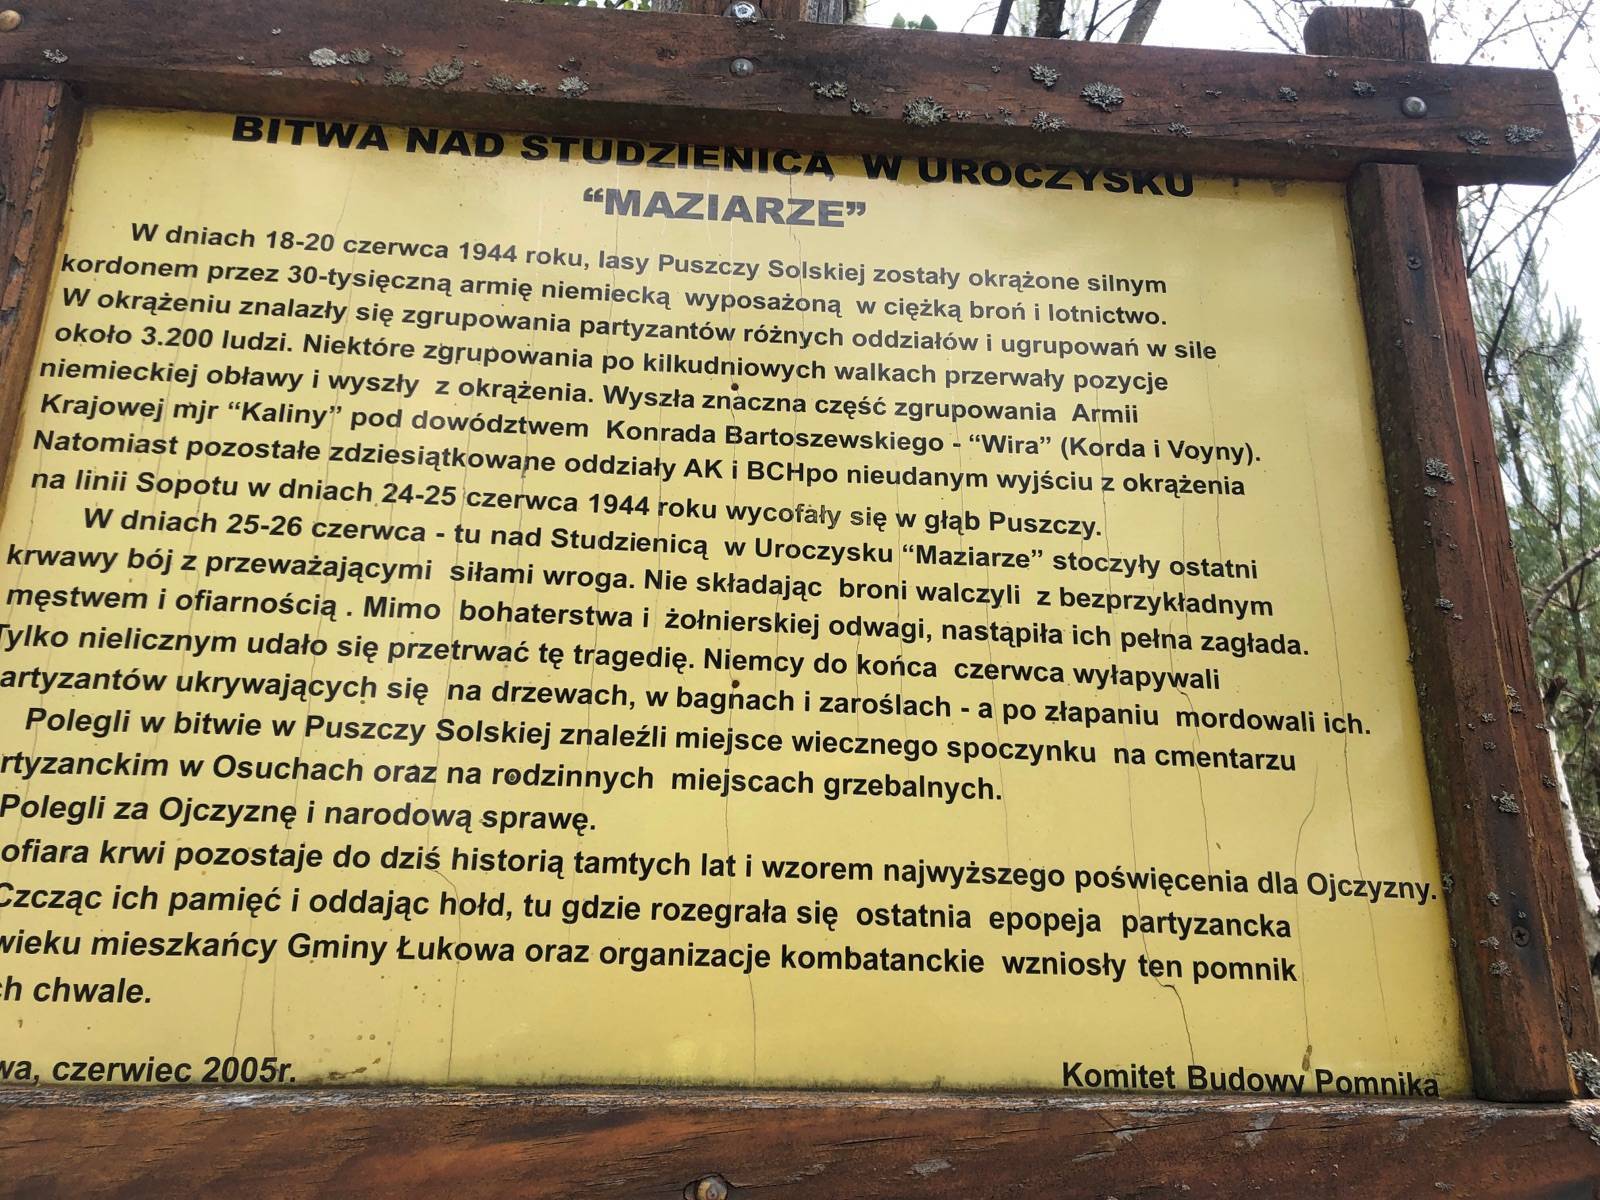 BITWA NAD STUDZIENICĄ W UROCZYSKU
“MAZIARZE”
W dniach 18-20 czerwca 1944 roku, lasy Puszczy Solskiej zostały okrążone silnym
kordonem przez 30-tysięczną armię niemiecką wyposażoną w ciężką broń i lotnictwo.
W okrążeniu znalazły się zgrupowania partyzantów różnych oddziałów i ugrupowań w sile
około 3.200 ludzi. Niektóre zgrupowania po kilkudniowych walkach przerwały pozycje
niemieckiej obławy i wyszły z okrążenia. Wyszła znaczna część zgrupowania Armii
Krajowej mjr “Kaliny” pod dowództwem Konrada Bartoszewskiego - “Wira” (Korda i Voyny).
Natomiast pozostałe zdziesiątkowane oddziały AK i BCHpo nieudanym wyjściu z okrążenia
na linii Sopotu w dniach 24-25 czerwca 1944 roku wycofały się w głąb Puszczy.
W dniach 25-26 czerwca - tu nad Studzienicą w Uroczysku “Maziarze” stoczyły ostatni
krwawy bój z przeważającymi siłami wroga. Nie składając broni walczyli z bezprzykładnym
męstwem i ofiarnością . Mimo bohaterstwa i żołnierskiej odwagi, nastąpiła ich pełna zagłada.
Tylko nielicznym udało się przetrwać tę tragedię. Niemcy do końca czerwca wyłapywali
artyzantów ukrywających się na drzewach, w bagnach i zaroślach - a po złapaniu mordowali ich.
Polegli w bitwie w Puszczy Solskiej znaleźli miejsce wiecznego spoczynku na cmentarzu
rtyzanckim w Osuchach oraz na rodzinnych miejscach grzebalnych.
Polegli za Ojczyznę i narodową sprawę.
ofiara krwi pozostaje do dziś historią tamtych lat i wzorem najwyższego poświęcenia dla Ojczyzny.
Czcząc ich pamięć i oddając hołd, tu gdzie rozegrała się ostatnia epopeja partyzancka
wieku mieszkańcy Gminy Łukowa oraz organizacje kombatanckie wzniosły ten pomnik
ch chwale.
wa, czerwiec 2005r.
Komitet Budowy Pomnika